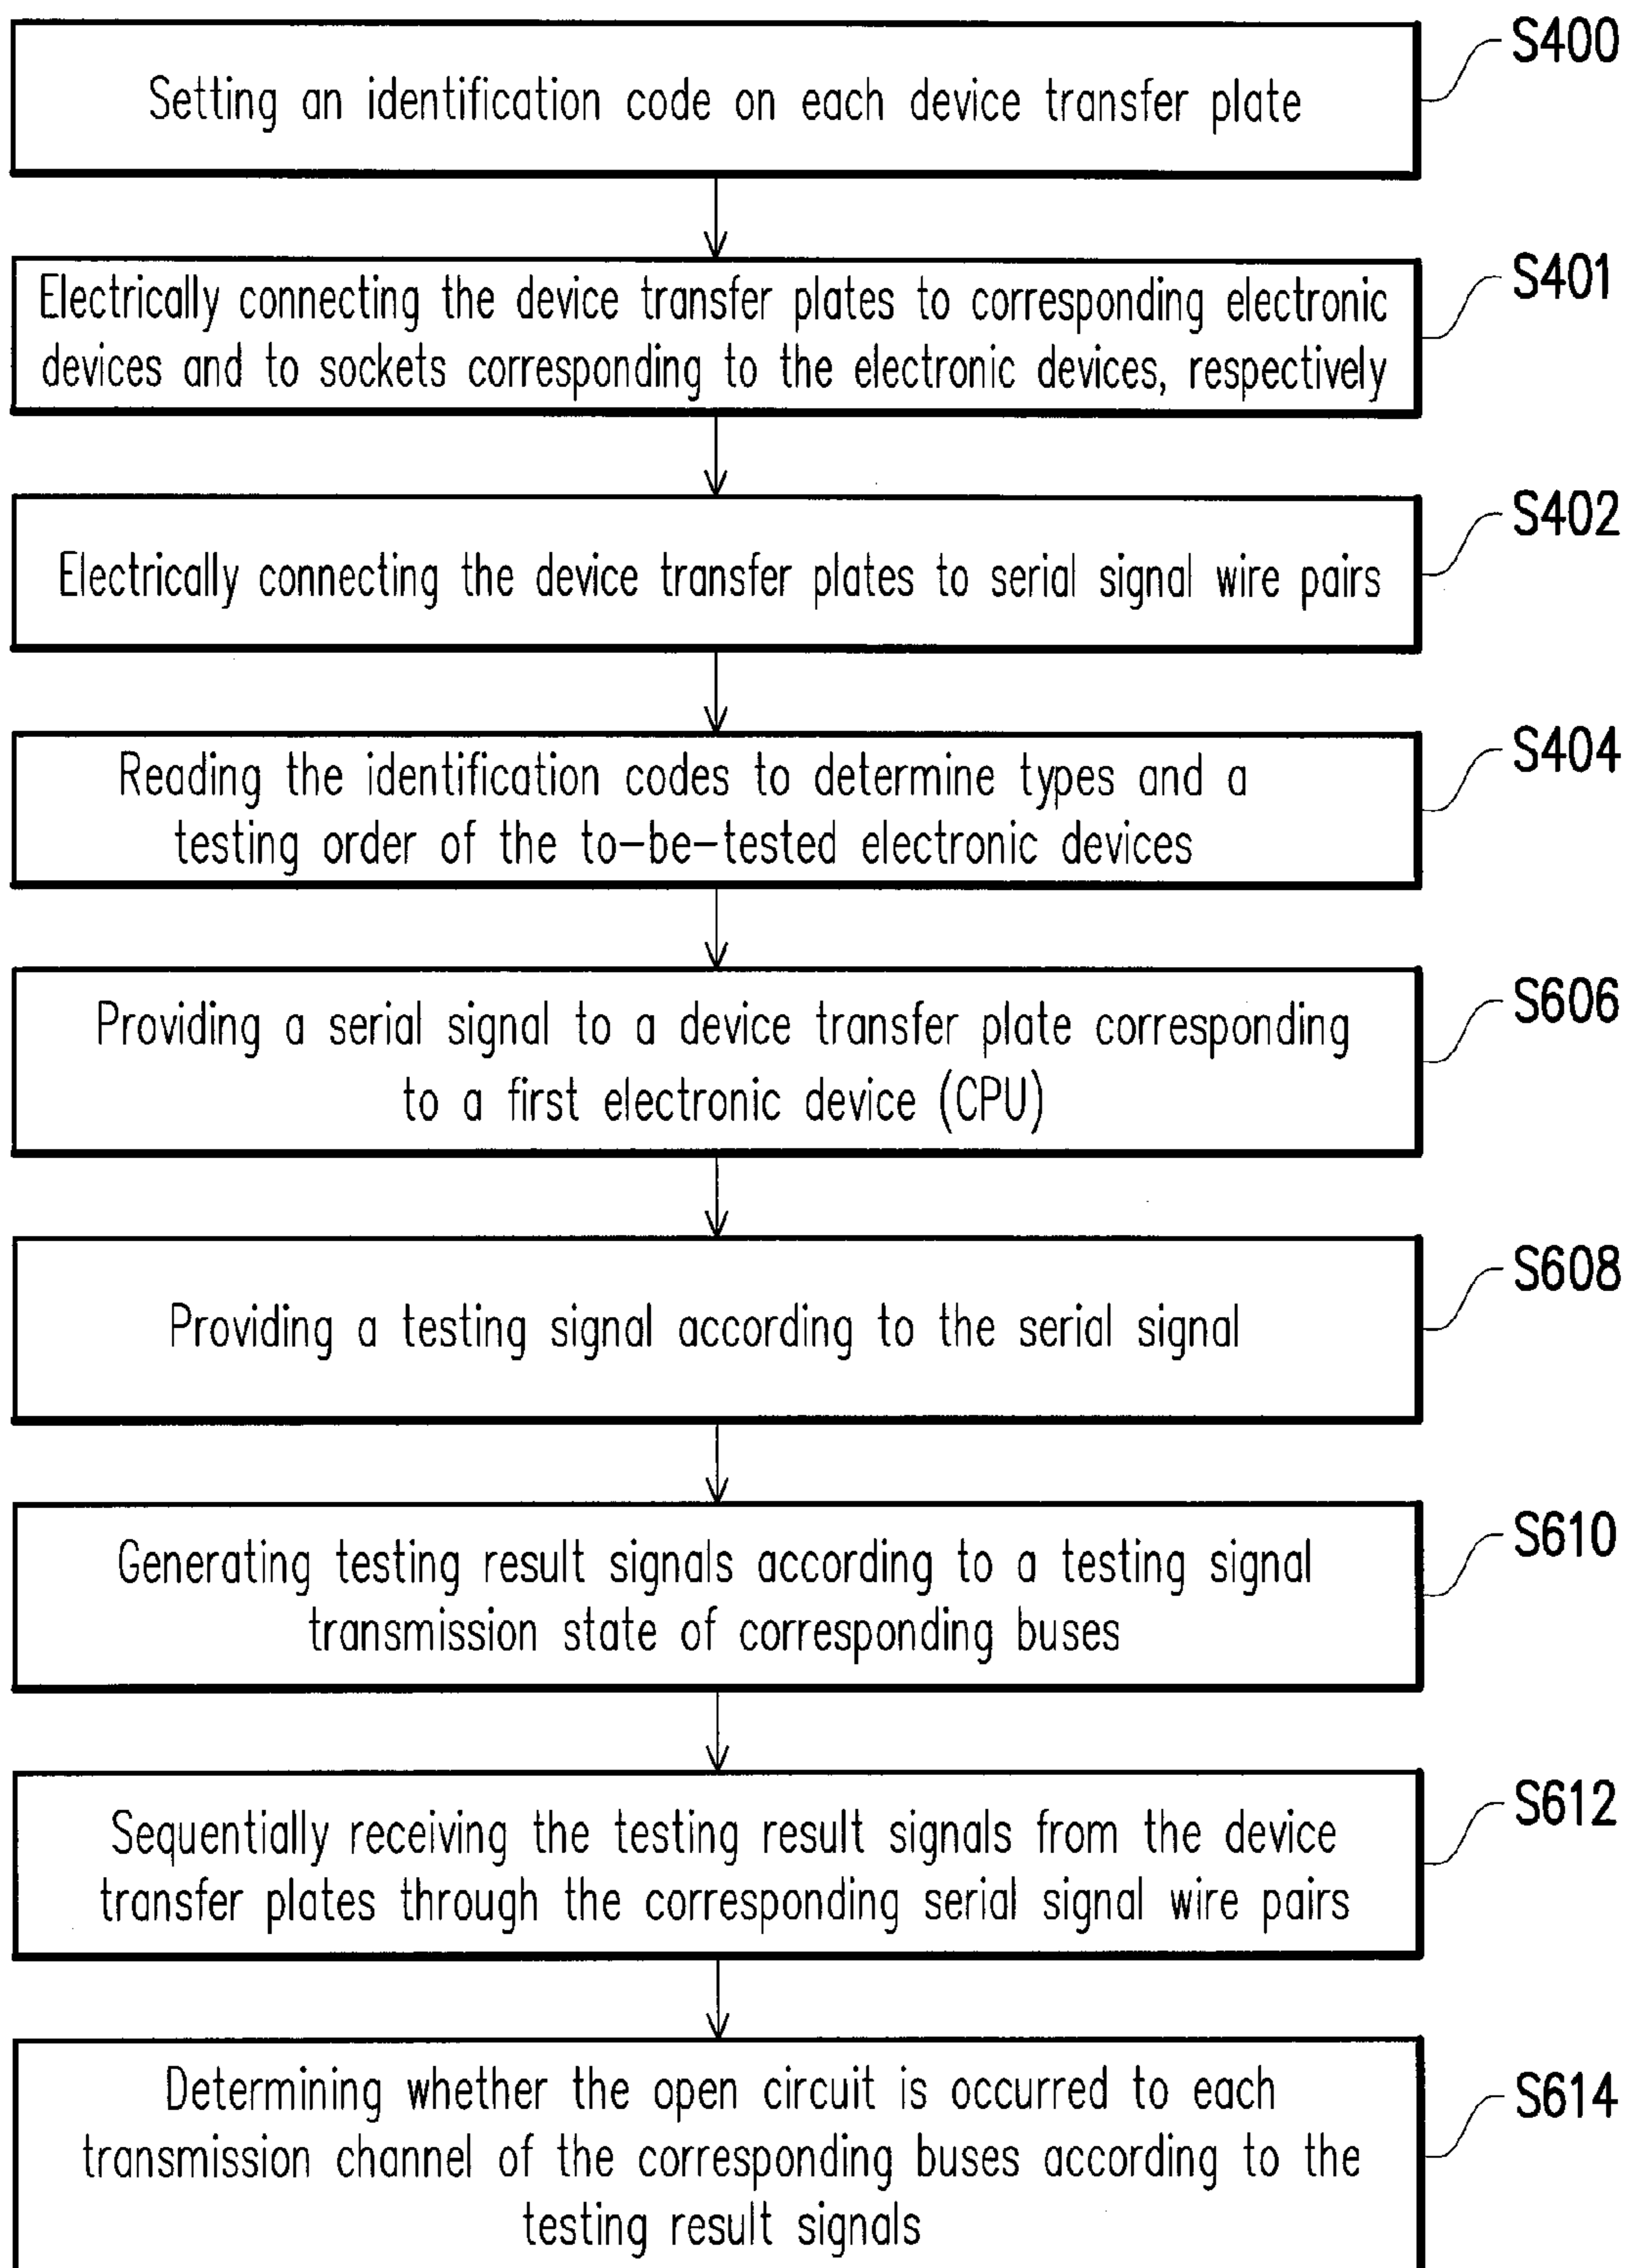 S400
Setting an identification code on each device transfer plate
S401
Electrically connecting the device transfer plates to corresponding electronic
devices and to sockets corresponding to the electronic devices, respectively
S402
Electrically connecting the device transfer plates to serial signal wire pairs
S404
Reading the identification codes to determine types and a
testing order of the to-be-tested electronic devices
S606
Providing a serial signal to a device transfer plate corresponding
to a first electronic device (CPU)
S608
Providing a testing signal according to the serial signal
S610
Generating testing result signals according to a testing signal
transmission state of corresponding buses
S612
Sequentially receiving the testing result signals from the device
transfer plates through the corresponding serial signal wire pairs
S614
Determining whether the open circuit is occurred to each
transmission channel of the corresponding buses according to the
testing result signals